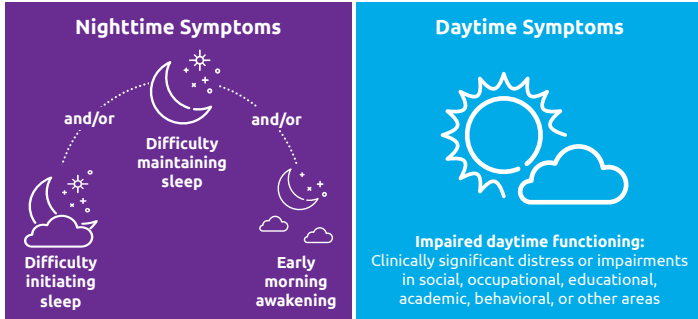 Nighttime Symptoms
and/or
and/or
Difficulty
maintaining
sleep
Difficulty
initiating
sleep
Early
morning
awakening
Daytime Symptoms
Impaired daytime functioning:
Clinically significant distress or impairments
in social, occupational, educational,
academic, behavioral, or other areas